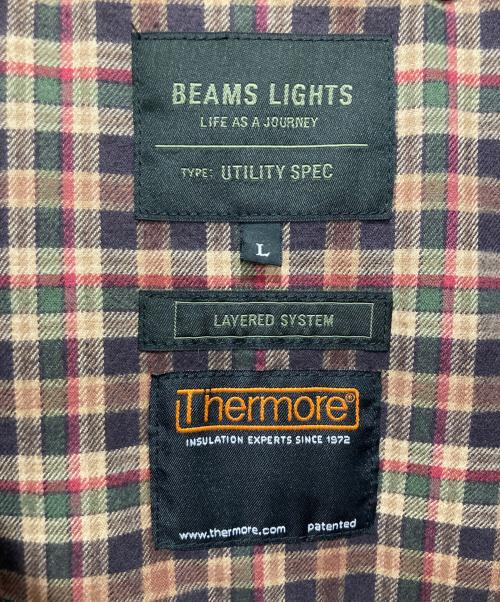 BEAMS LIGHTS
LIFE AS A JOURNEY
TYPE: UTILITY SPEC
L
LAYERED SYSTEM
Thermore®
INSULATION EXPERTS SINCE 1972
www.thermore.com patented